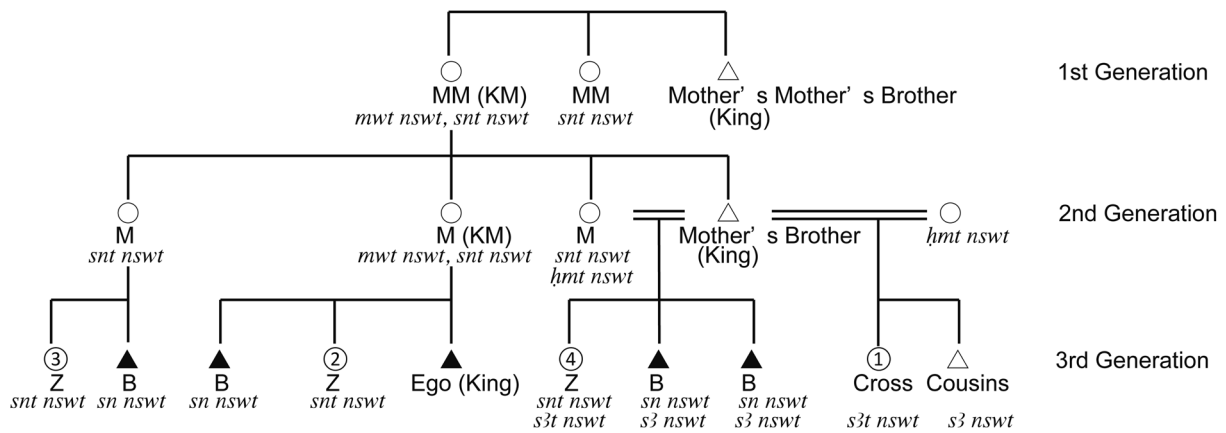 1st Generation
MM (KM) MM Mother’ s Mother’ s Brother
mwt nswt, snt nswt snt nswt (King)
2nd Generation
M M (KM) M Mother’ s Brother ḥmt nswt
snt nswt mwt nswt, snt nswt snt nswt (King)
ḥmt nswt
③ ② ④ ① 3rd Generation
Z B B Z Ego (King) Z B B Cross Cousins
snt nswt sn nswt sn nswt snt nswt snt nswt sn nswt sn nswt
s3t nswt s3 nswt s3 nswt s3t nswt s3 nswt